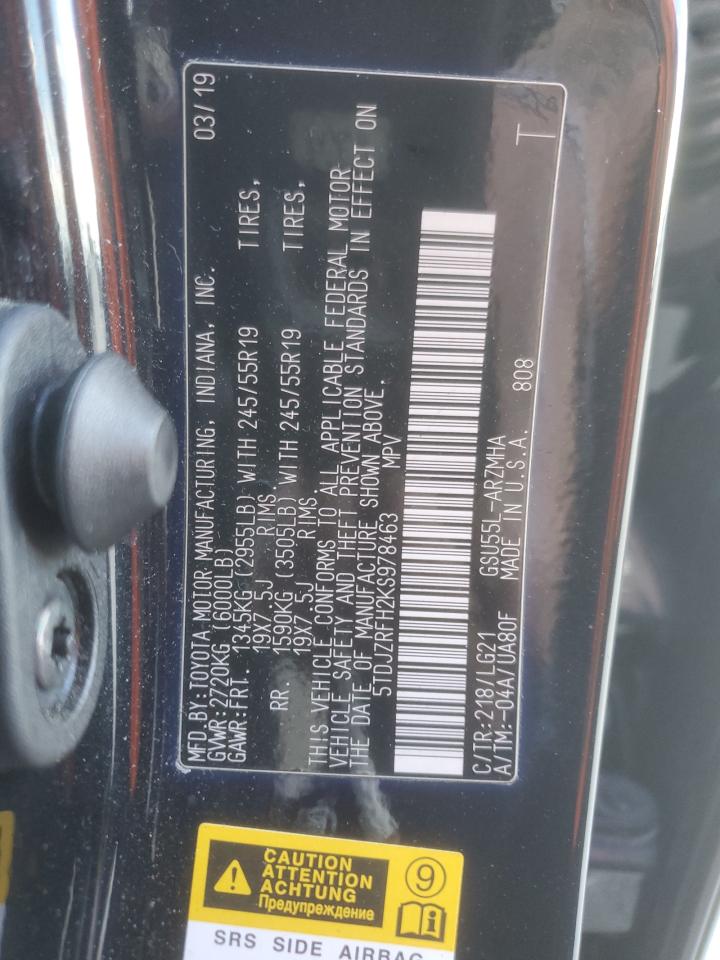 MFD.BY:TOYOTA MOTOR MANUFACTURING, INDIANA, INC. 03/19
GVWR:2720KG (6000LB)
GAWR:FRT. 1345KG (2955LB) WITH 245/55R19 TIRES,
19X7.5J RIMS.
RR. 1590KG (3505LB) WITH 245/55R19 TIRES,
19X7.5J RIMS.
THIS VEHICLE CONFORMS TO ALL APPLICABLE FEDERAL MOTOR
VEHICLE SAFETY AND THEFT PREVENTION STANDARDS IN EFFECT ON
THE DATE OF MANUFACTURE SHOWN ABOVE.
5TDJZRFH2KS978463 MPV
C/TR:218/LG21 GSU55L-ARZMHA 808
A/TM:-04A/UA80F MADE IN U.S.A. T
CAUTION
ATTENTION
ACHTUNG
Предупреждение
9
SRS SIDE AIRBAG